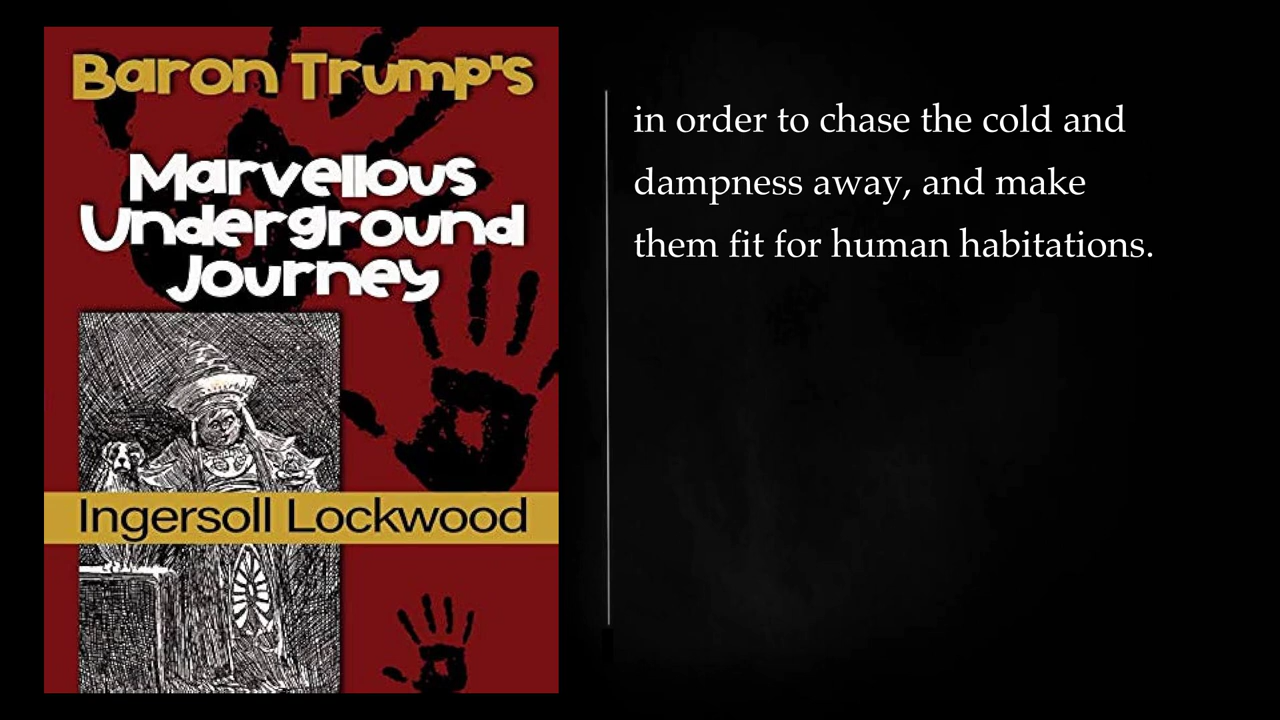 Baron Trump's
Marvellous
Underground
Journey
Ingersoll Lockwood
in order to chase the cold and
dampness away, and make
them fit for human habitations.